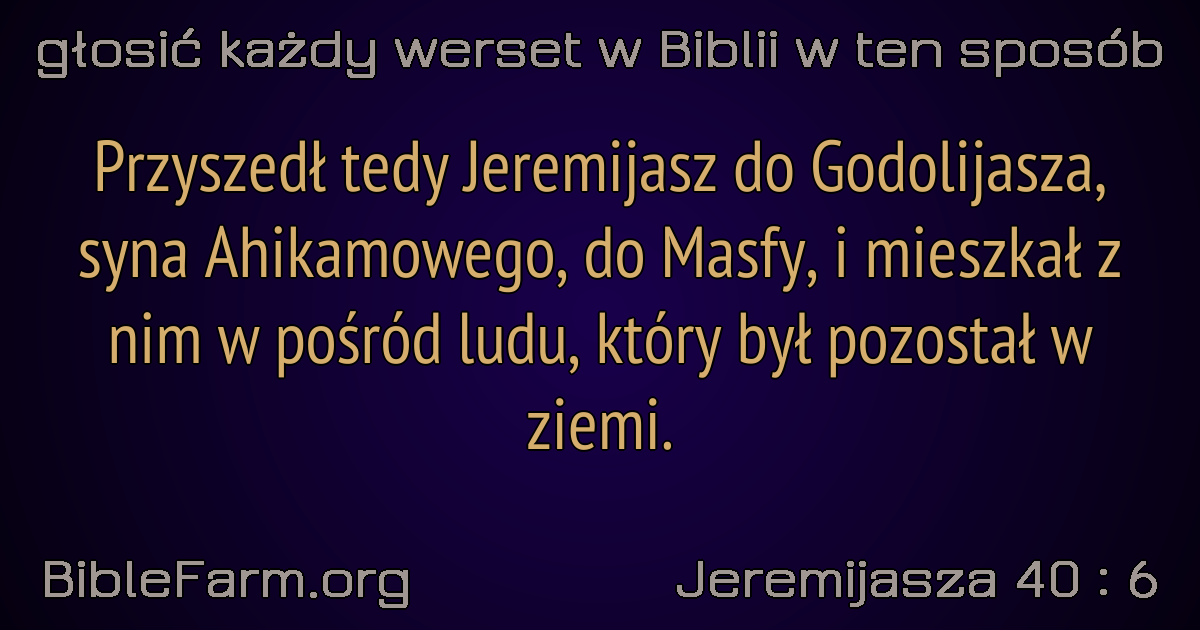 głosić każdy werset w Biblii w ten sposób
Przyszedł tedy Jeremijasz do Godolijasza,
syna Ahikamowego, do Masfy, i mieszkał z
nim w pośród ludu, który był pozostał w
ziemi.
BibleFarm.org
Jeremijasza 40 : 6